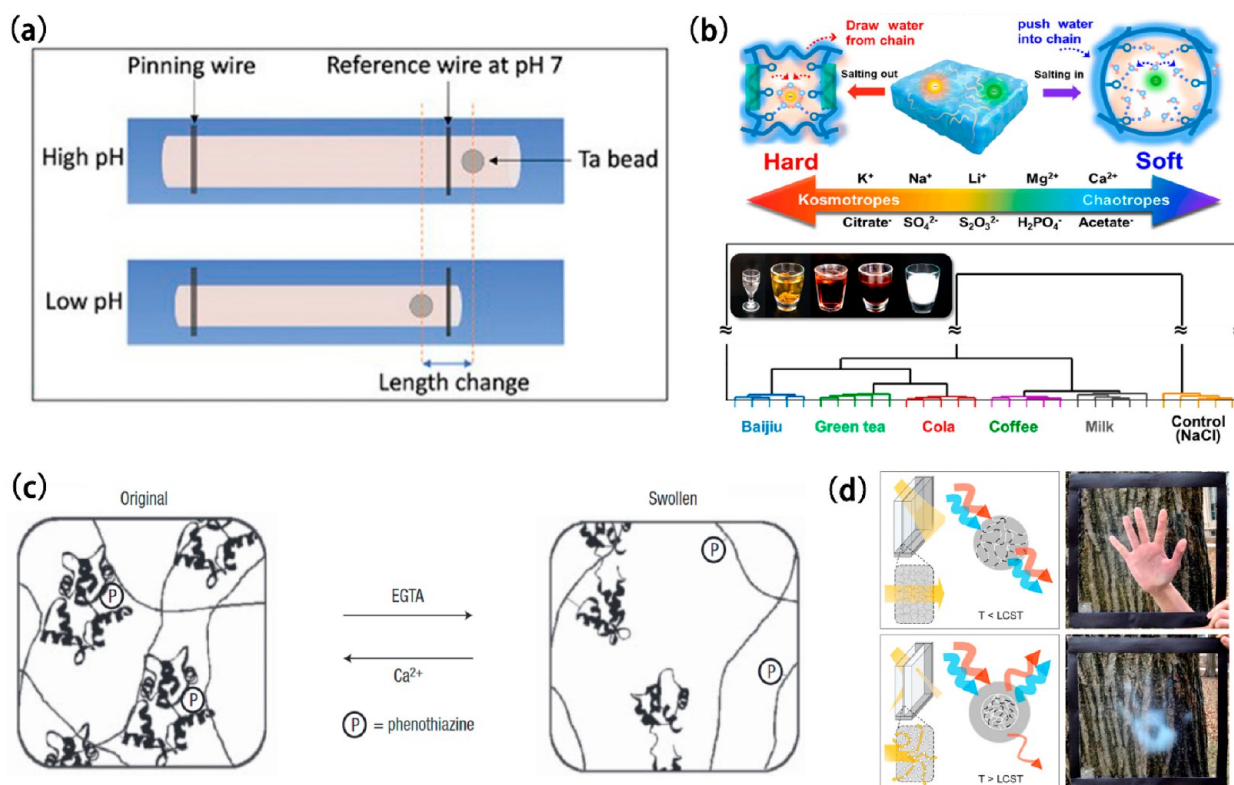 (a)
Pinning wire
Reference wire at pH 7
High pH
Ta bead
Low pH
Length change
(b)
Draw water
from chain
push water
into chain
Salting out
Salting in
Hard
Soft
K⁺ Na⁺ Li⁺ Mg²⁺ Ca²⁺
Kosmotropes
Chaotropes
Citrate⁻ SO₄²⁻ S₂O₃²⁻ H₂PO₄⁻ Acetate⁻
≈ ≈ ≈
Baijiu
Green tea
Cola
Coffee
Milk
Control
(NaCl)
(c)
Original
Swollen
P
P
EGTA
Ca²⁺
P = phenothiazine
P
P
(d)
T < LCST
T > LCST